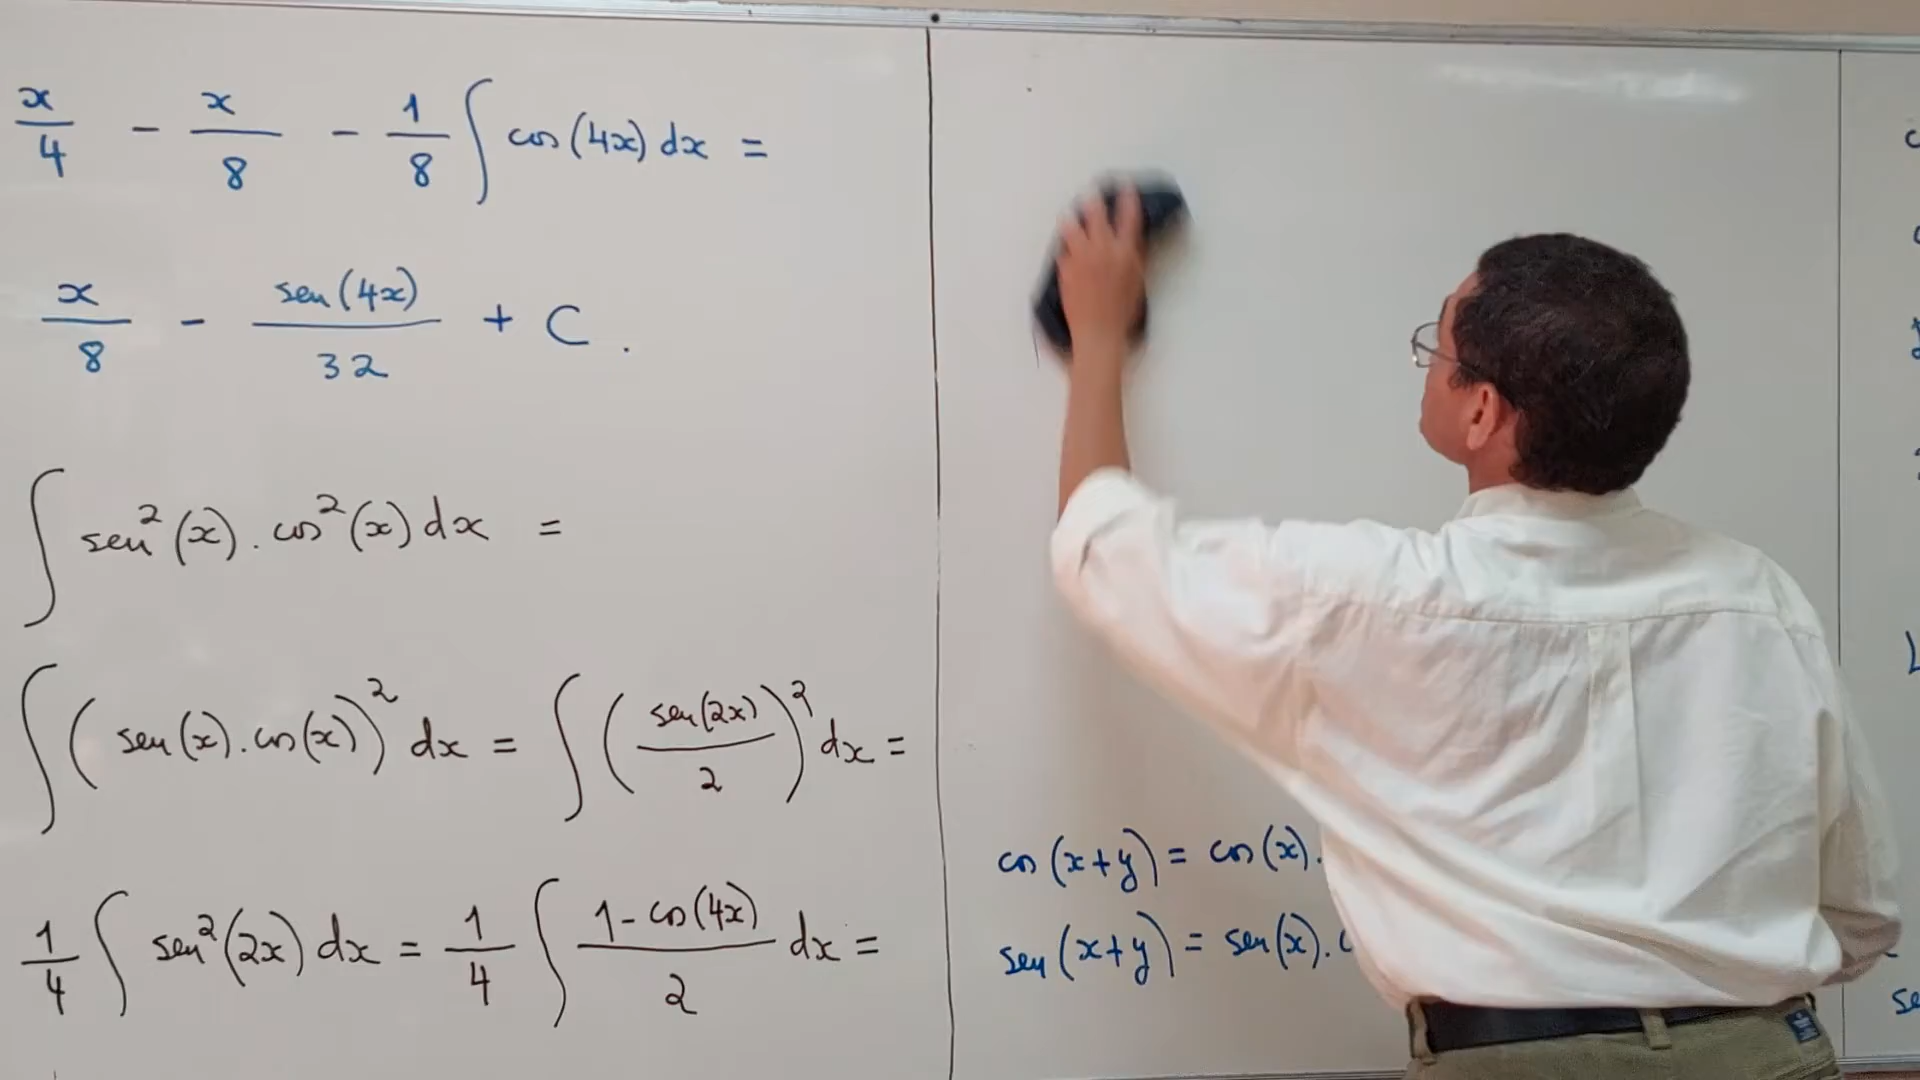 x/4 - x/8 - 1/8 ∫ cos(4x) dx =
x/8 - sen(4x)/32 + C.
∫ sen²(x).cos²(x) dx =
∫ (sen(x).cos(x))² dx = ∫ (sen(2x)/2)² dx =
1/4 ∫ sen²(2x) dx = 1/4 ∫ (1-cos(4x))/2 dx =
cos(x+y) = cos(x).
sen(x+y) = sen(x).